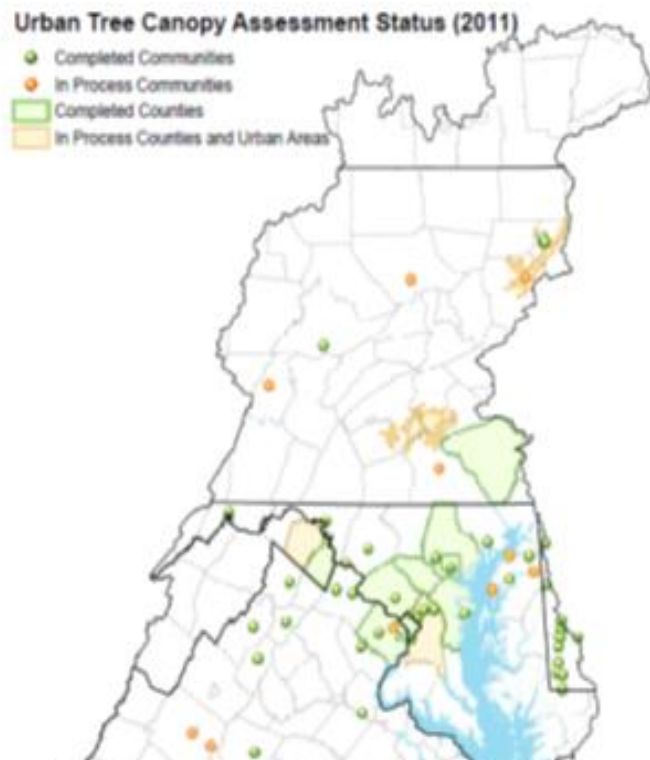 Urban Tree Canopy Assessment Status (2011)
Completed Communities
In Process Communities
Completed Counties
In Process Counties and Urban Areas